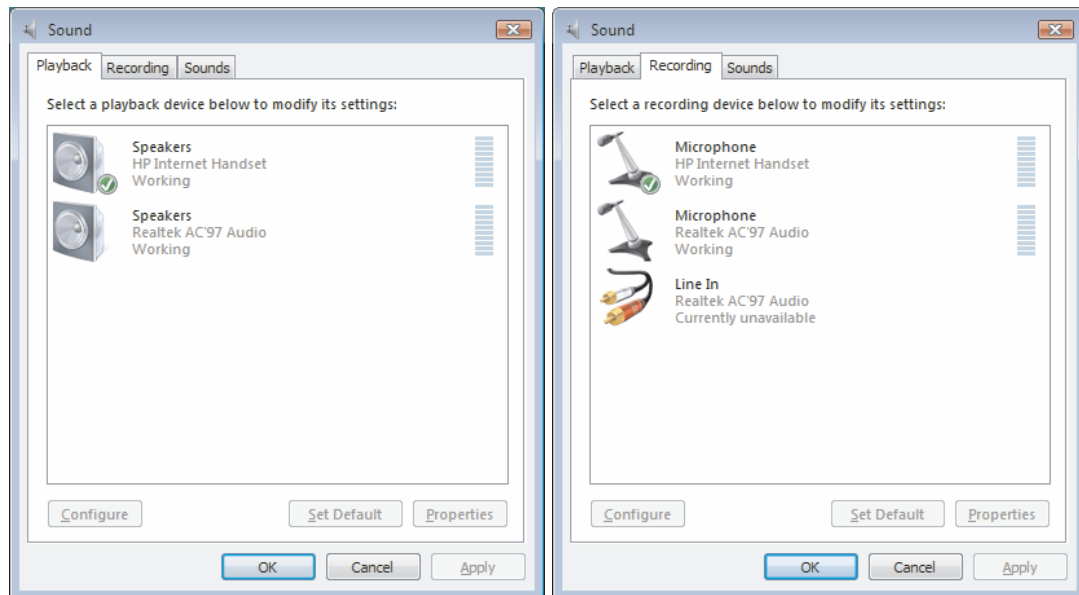 Sound
Playback Recording Sounds
Select a playback device below to modify its settings:
Speakers
HP Internet Handset
Working
Speakers
Realtek AC'97 Audio
Working
Configure Set Default Properties
OK Cancel Apply
Sound
Playback Recording Sounds
Select a recording device below to modify its settings:
Microphone
HP Internet Handset
Working
Microphone
Realtek AC'97 Audio
Working
Line In
Realtek AC'97 Audio
Currently unavailable
Configure Set Default Properties
OK Cancel Apply